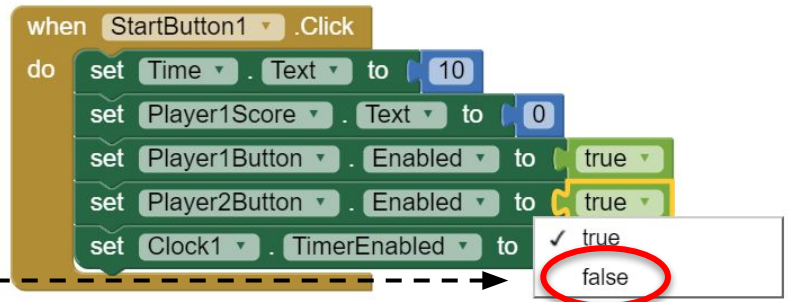 when StartButton1 .Click
do set Time . Text to 10
set Player1Score . Text to 0
set Player1Button . Enabled to true
set Player2Button . Enabled to true
set Clock1 . TimerEnabled to
✓ true
false